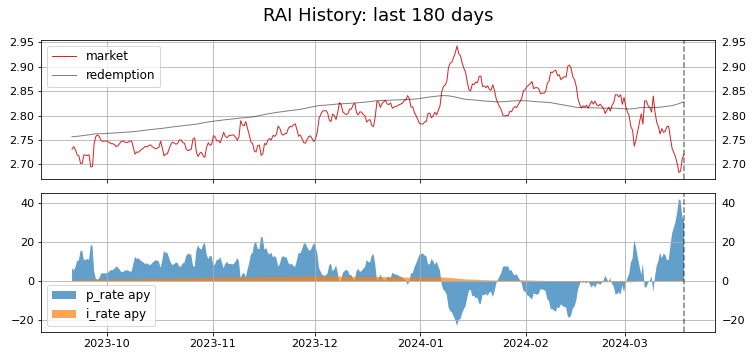 RAI History: last 180 days
2.95 2.95
market
2.90 2.90
redemption
2.85 2.85
2.80 2.80
2.75 2.75
2.70 2.70
40 40
20 20
0 0
p_rate apy
i_rate apy
−20 −20
2023-10 2023-11 2023-12 2024-01 2024-02 2024-03